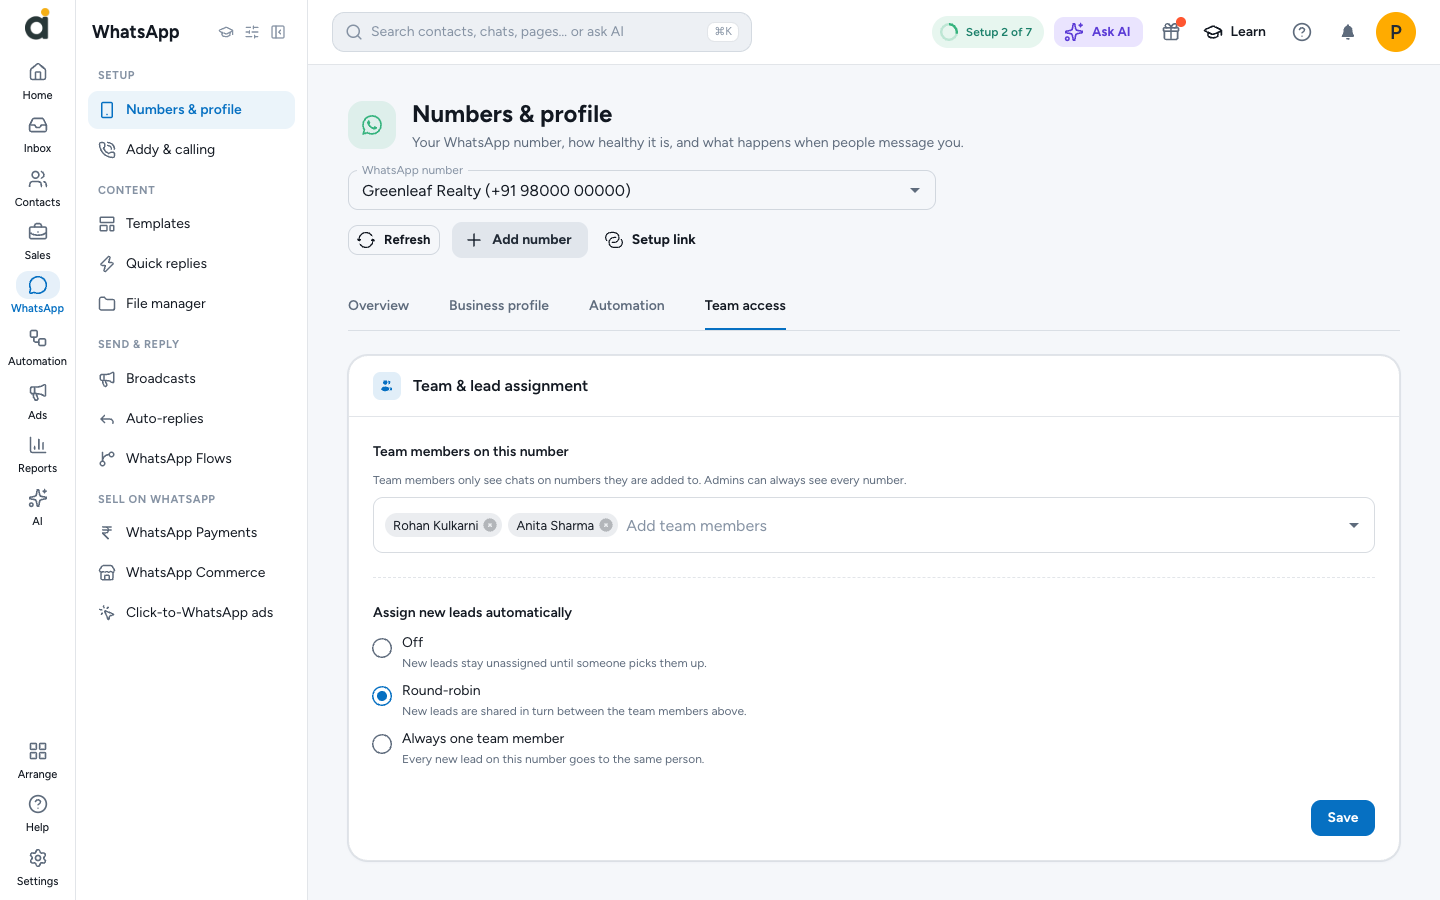 WhatsApp
Search contacts, chats, pages... or ask AI
⌘K
Setup 2 of 7
Ask AI
Learn
P
Home
Inbox
Contacts
Sales
WhatsApp
Automation
Ads
Reports
AI
Arrange
Help
Settings
SETUP
Numbers & profile
Addy & calling
CONTENT
Templates
Quick replies
File manager
SEND & REPLY
Broadcasts
Auto-replies
WhatsApp Flows
SELL ON WHATSAPP
WhatsApp Payments
WhatsApp Commerce
Click-to-WhatsApp ads
Numbers & profile
Your WhatsApp number, how healthy it is, and what happens when people message you.
WhatsApp number
Greenleaf Realty (+91 98000 00000)
Refresh
Add number
Setup link
Overview
Business profile
Automation
Team access
Team & lead assignment
Team members on this number
Team members only see chats on numbers they are added to. Admins can always see every number.
Rohan Kulkarni
Anita Sharma
Add team members
Assign new leads automatically
Off
New leads stay unassigned until someone picks them up.
Round-robin
New leads are shared in turn between the team members above.
Always one team member
Every new lead on this number goes to the same person.
Save